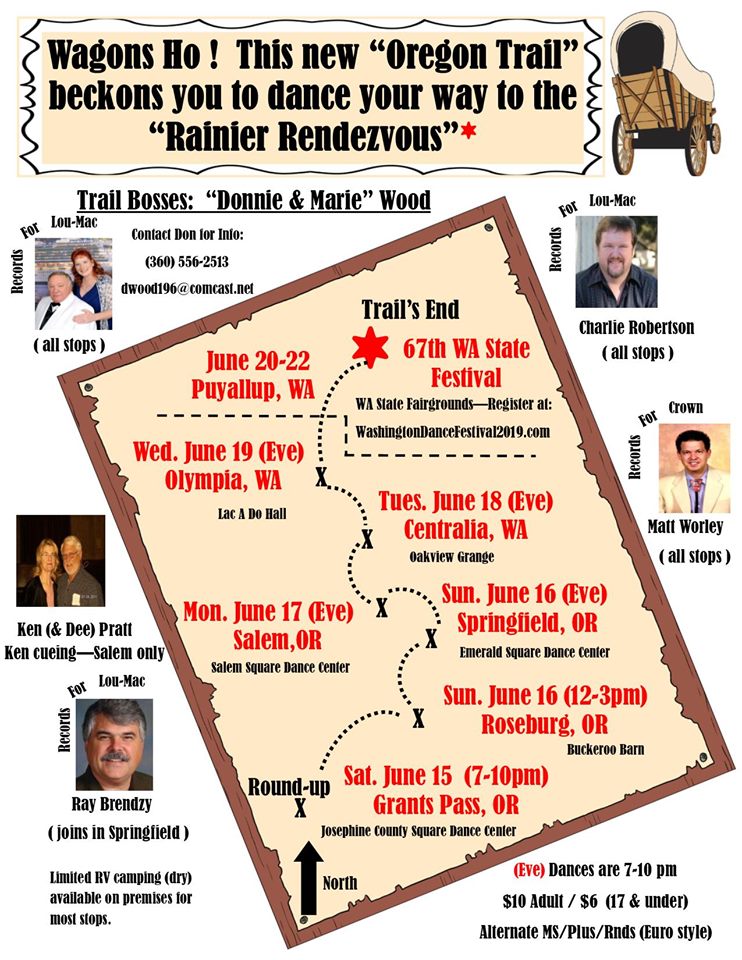 Wagons Ho ! This new “Oregon Trail”
beckons you to dance your way to the
“Rainier Rendezvous”*
Trail Bosses: “Donnie & Marie” Wood
Records For Lou-Mac
( all stops )
Contact Don for Info:
(360) 556-2513
dwood196@comcast.net
Records For Lou-Mac
Charlie Robertson
( all stops )
Records For Crown
Matt Worley
( all stops )
Trail’s End
67th WA State
Festival
WA State Fairgrounds—Register at:
WashingtonDanceFestival2019.com
June 20-22
Puyallup, WA
Wed. June 19 (Eve)
Olympia, WA
Lac A Do Hall
X
Tues. June 18 (Eve)
Centralia, WA
Oakview Grange
X
Mon. June 17 (Eve)
Salem,OR
Salem Square Dance Center
X
Sun. June 16 (Eve)
Springfield, OR
Emerald Square Dance Center
X
Sun. June 16 (12-3pm)
Roseburg, OR
Buckeroo Barn
X
Round-up
X
Sat. June 15 (7-10pm)
Grants Pass, OR
Josephine County Square Dance Center
North
Ken (& Dee) Pratt
Ken cueing—Salem only
Records For Lou-Mac
Ray Brendzy
( joins in Springfield )
Limited RV camping (dry)
available on premises for
most stops.
(Eve) Dances are 7-10 pm
$10 Adult / $6 (17 & under)
Alternate MS/Plus/Rnds (Euro style)